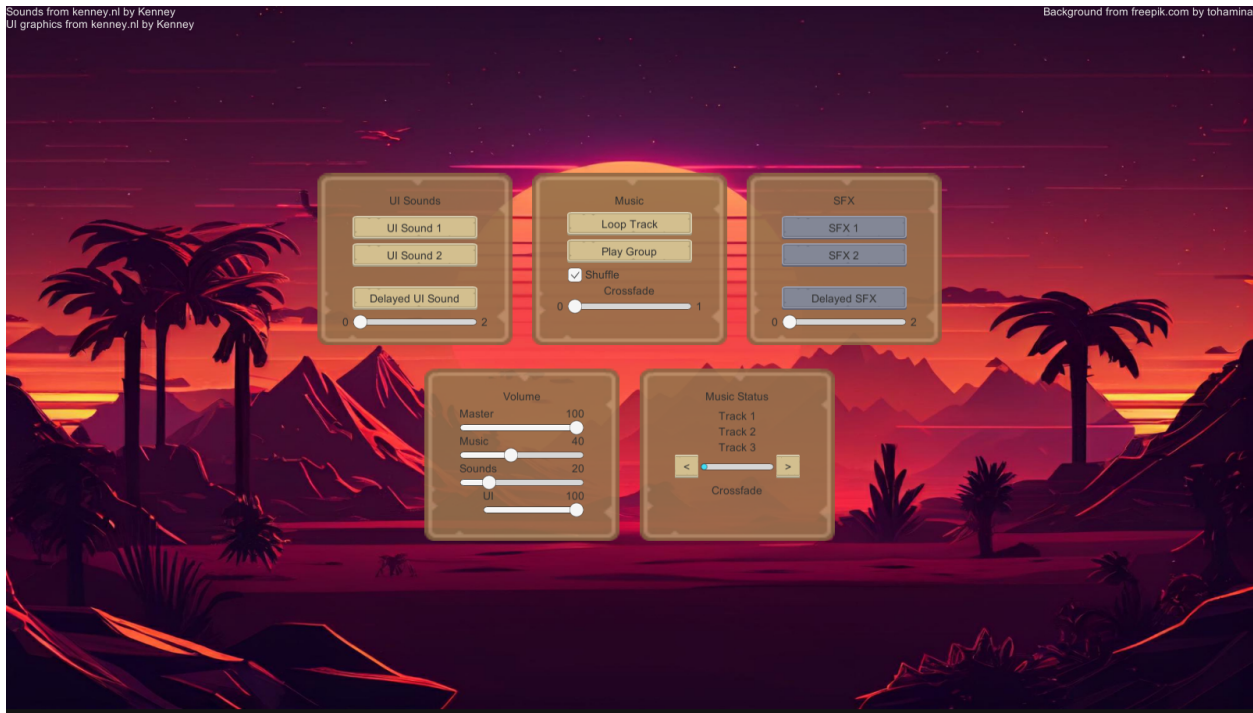 Sounds from kenney.nl by Kenney
UI graphics from kenney.nl by Kenney
Background from freepik.com by tohamina
UI Sounds
UI Sound 1
UI Sound 2
Delayed UI Sound
0 2
Music
Loop Track
Play Group
Shuffle
Crossfade
0 1
SFX
SFX 1
SFX 2
Delayed SFX
0 2
Volume
Master 100
Music 40
Sounds 20
UI 100
Music Status
Track 1
Track 2
Track 3
< >
Crossfade